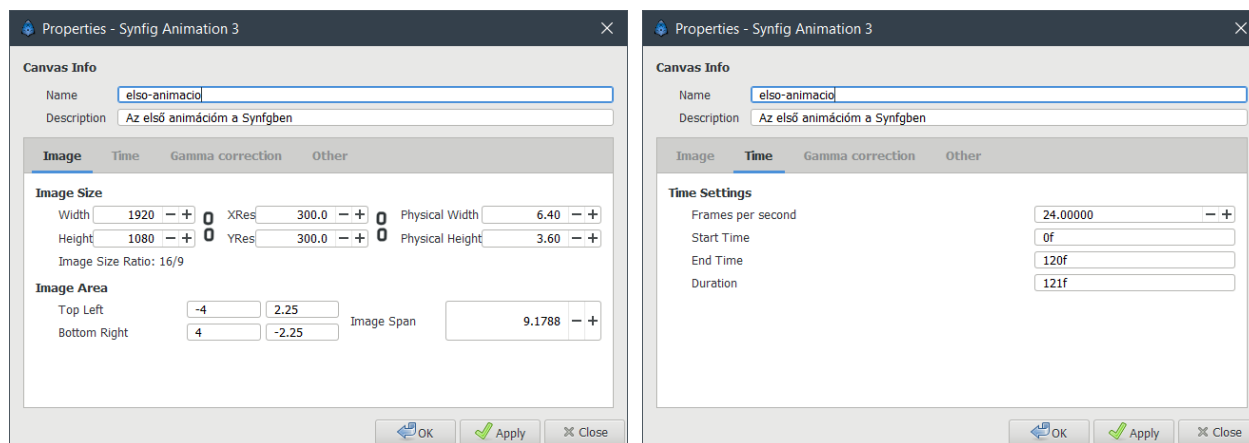 Properties - Synfig Animation 3
Canvas Info
Name elso-animacio
Description Az első animációm a Synfgben
Image Time Gamma correction Other
Image Size
Width 1920 XRes 300.0 Physical Width 6.40
Height 1080 YRes 300.0 Physical Height 3.60
Image Size Ratio: 16/9
Image Area
Top Left -4 2.25
Image Span 9.1788
Bottom Right 4 -2.25
OK Apply Close
Properties - Synfig Animation 3
Canvas Info
Name elso-animacio
Description Az első animációm a Synfgben
Image Time Gamma correction Other
Time Settings
Frames per second 24.00000
Start Time 0f
End Time 120f
Duration 121f
OK Apply Close